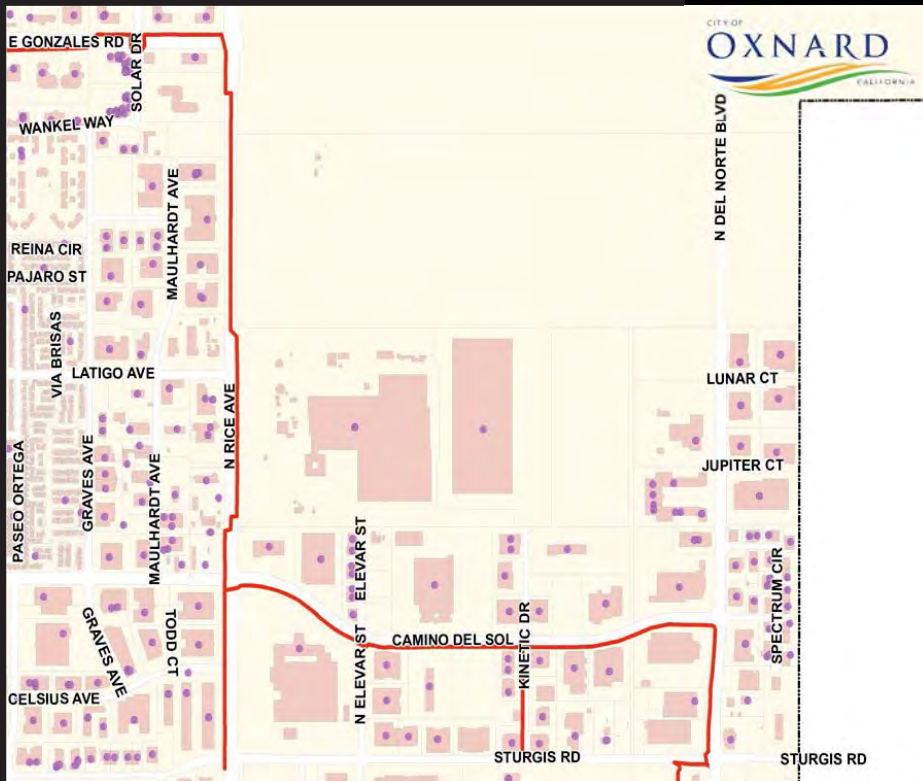 CITY OF
OXNARD
CALIFORNIA
E GONZALES RD
SOLAR DR
WANKEL WAY
N DEL NORTE BLVD
MAULHARDT AVE
REINA CIR
PAJARO ST
VIA BRISAS
LATIGO AVE
LUNAR CT
N RICE AVE
JUPITER CT
PASEO ORTEGA
GRAVES AVE
MAULHARDT AVE
ELEVAR ST
SPECTRUM CIR
KINETIC DR
GRAVES AVE
TODD CT
CAMINO DEL SOL
N ELEVAR ST
CELSIUS AVE
STURGIS RD
STURGIS RD